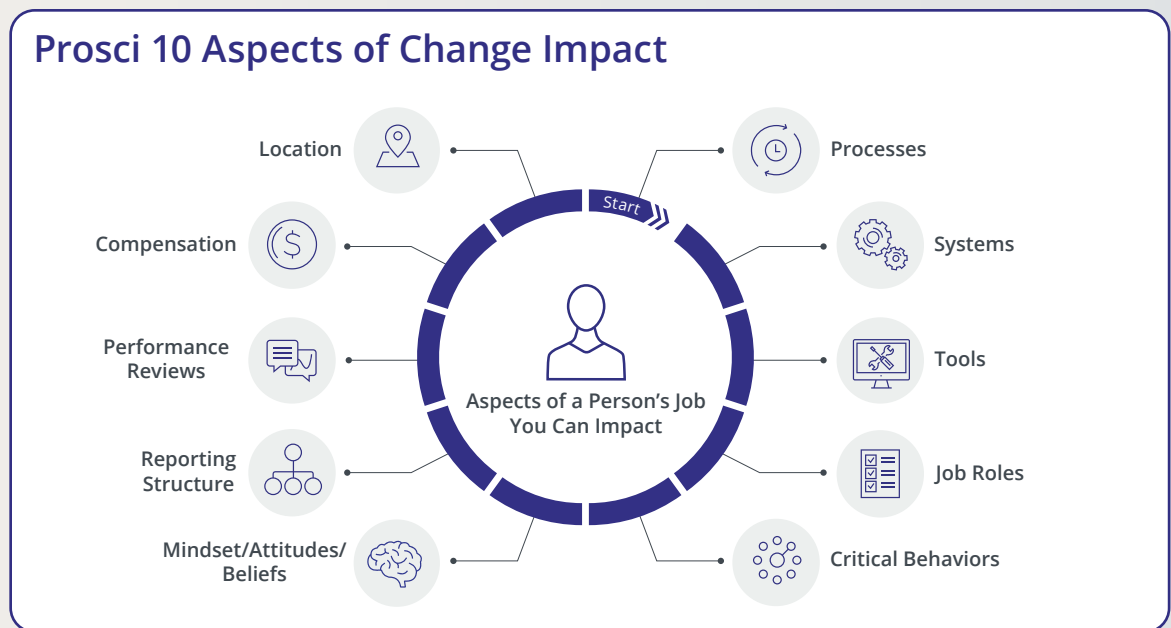 Prosci 10 Aspects of Change Impact
Start
Processes
Systems
Tools
Job Roles
Critical Behaviors
Mindset/Attitudes/
Beliefs
Reporting
Structure
Performance
Reviews
Compensation
Location
Aspects of a Person's Job
You Can Impact